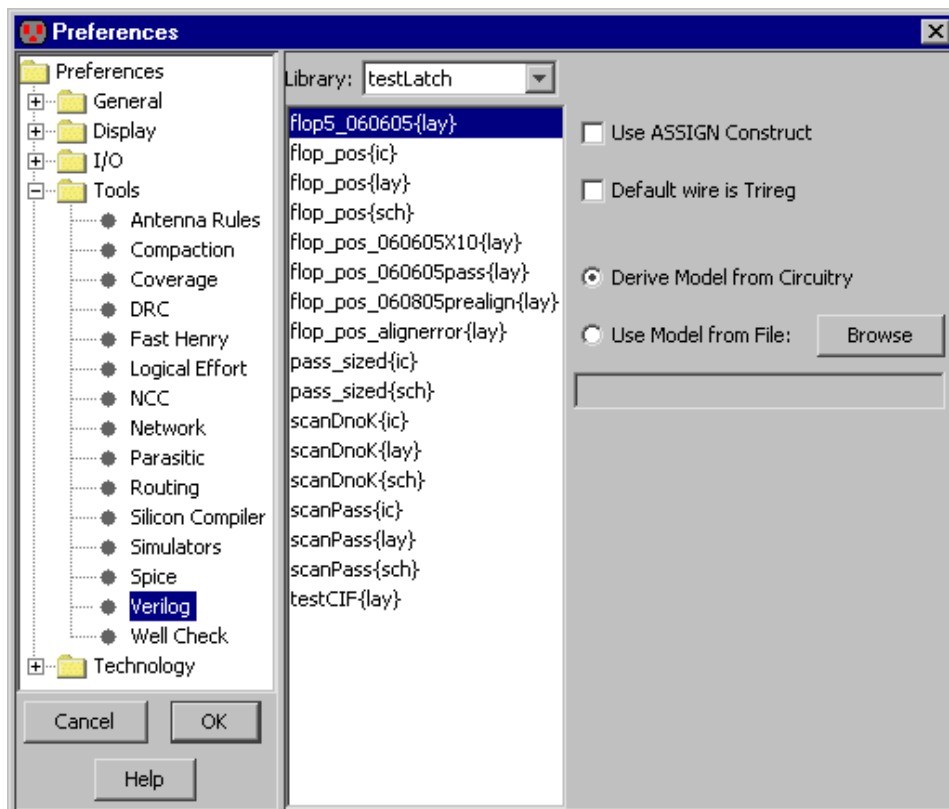 Preferences
Preferences
General
Display
I/O
Tools
Antenna Rules
Compaction
Coverage
DRC
Fast Henry
Logical Effort
NCC
Network
Parasitic
Routing
Silicon Compiler
Simulators
Spice
Verilog
Well Check
Technology
Cancel
OK
Help
Library: testLatch
flop5_060605{lay}
flop_pos{ic}
flop_pos{lay}
flop_pos{sch}
flop_pos_060605X10{lay}
flop_pos_060605pass{lay}
flop_pos_060805prealign{lay}
flop_pos_alignerror{lay}
pass_sized{ic}
pass_sized{sch}
scanDnoK{ic}
scanDnoK{lay}
scanDnoK{sch}
scanPass{ic}
scanPass{lay}
scanPass{sch}
testCIF{lay}
Use ASSIGN Construct
Default wire is Trireg
Derive Model from Circuitry
Use Model from File: Browse